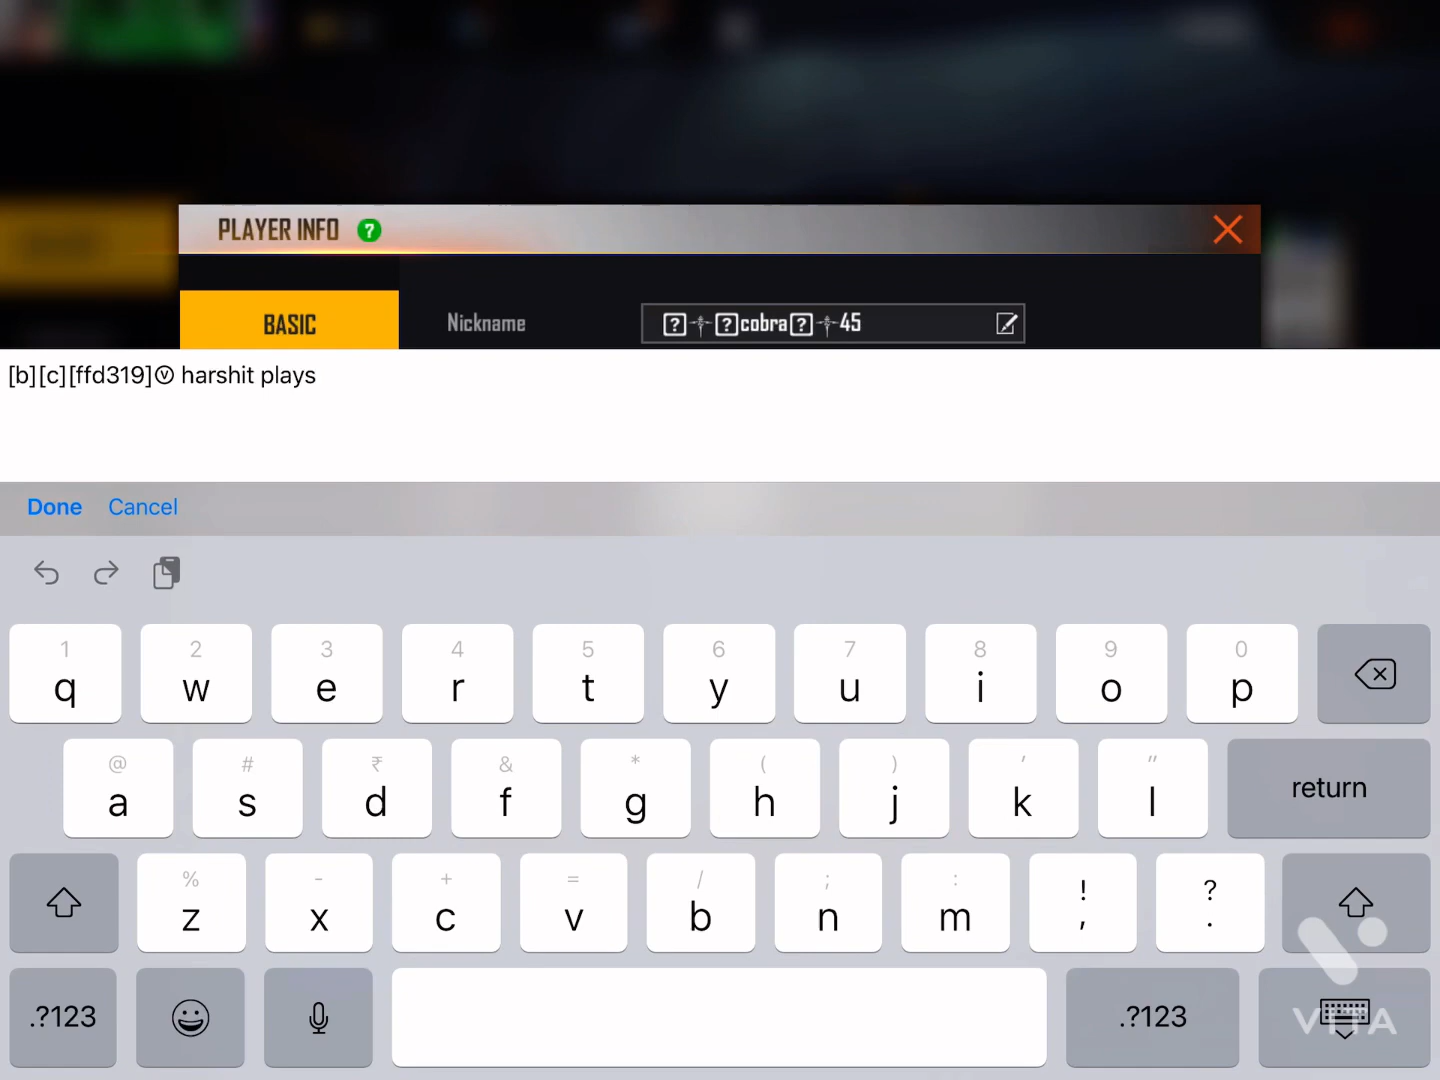 PLAYER INFO ?
BASIC
Nickname
?⸸?cobra?⸸45
[b][c][ffd319]ⓥ harshit plays
Done Cancel
1 2 3 4 5 6 7 8 9 0
q w e r t y u i o p
@ # ₹ & * ( ) ' "
a s d f g h j k l return
% - + = / ; : ! ?
z x c v b n m , .
.?123 .?123
VITA